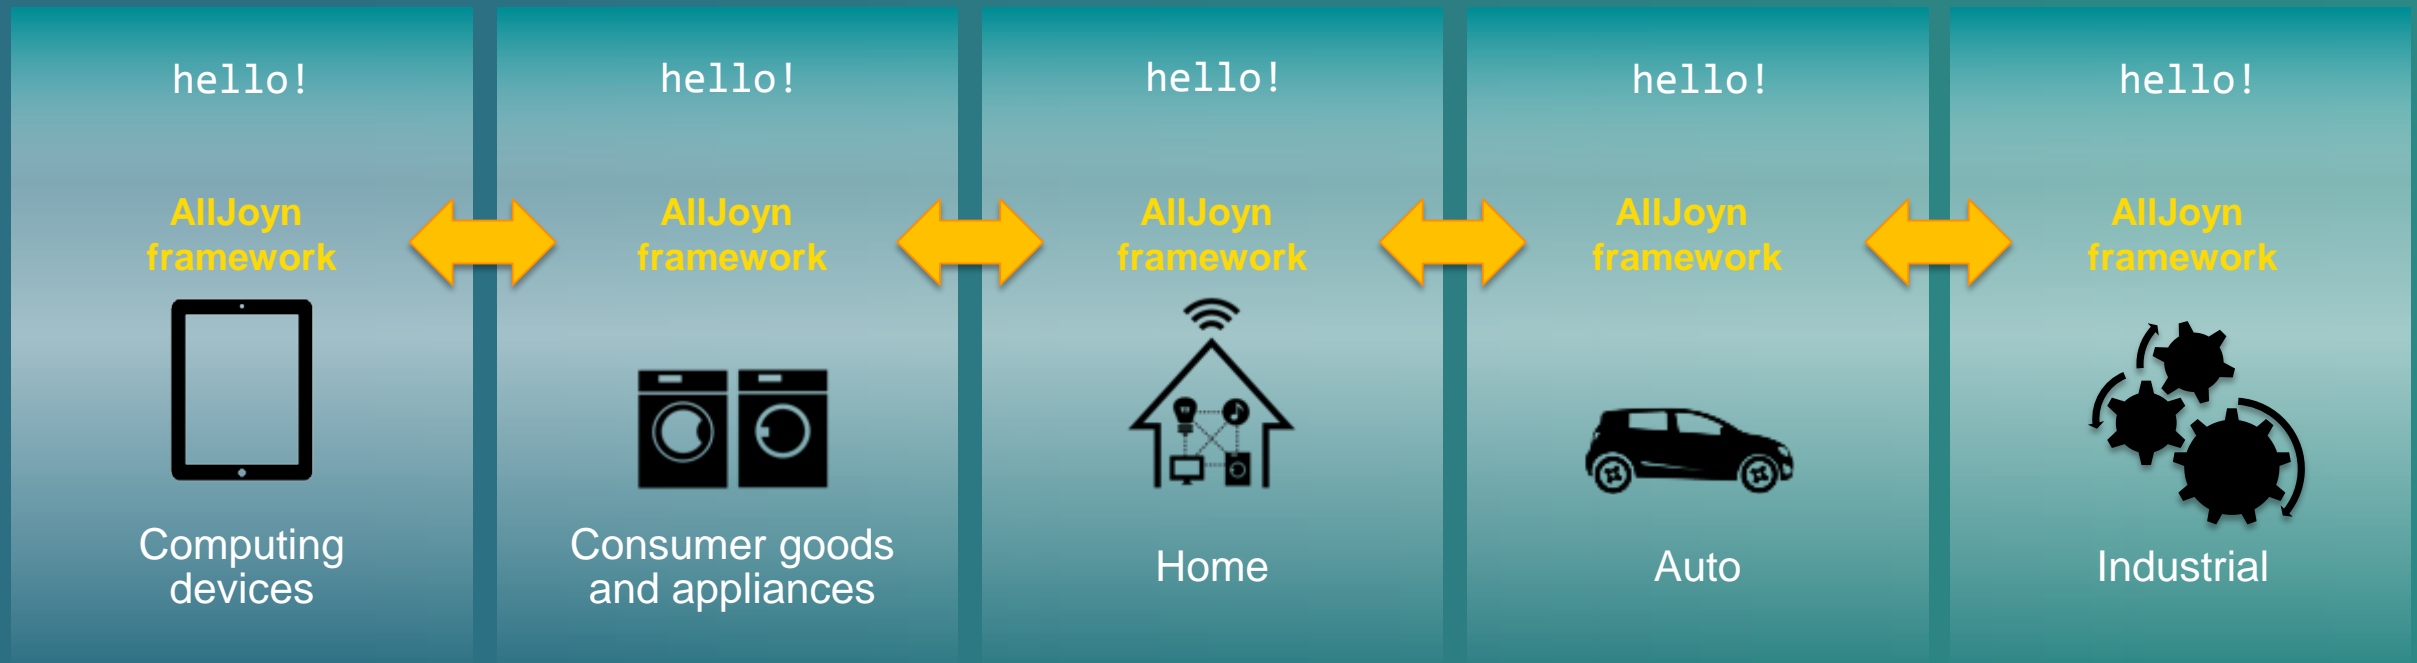 hello!
AllJoyn
framework
Computing
devices
hello!
AllJoyn
framework
Consumer goods
and appliances
hello!
AllJoyn
framework
Home
hello!
AllJoyn
framework
Auto
hello!
AllJoyn
framework
Industrial